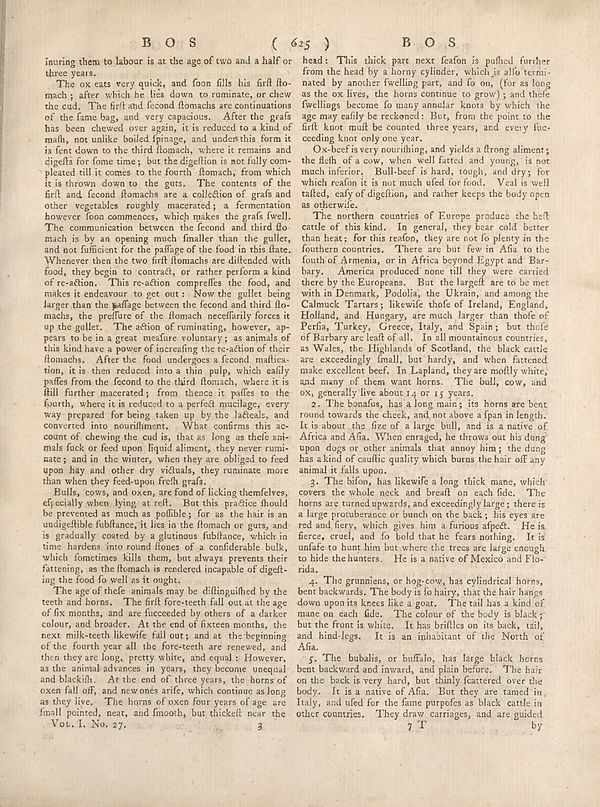 B O S ( 625 ) B O S
inuring them to labour is at the age of two and a half or
three years.
The ox eats very quick, and ſoon fills his firſt ſto-
mach ; after which he lies down to ruminate, or chew
the cud. The firſt and ſecond ſtomachs are continuations
of the ſame bag, and very capacious. After the graſs
has been chewed over again, it is reduced to a kind of
maſh, not unlike boiled ſpinage, and under this form it
is ſent down to the third ſtomach, where it remains and
digeſts for ſome time ; but the digeſtion is not fully com-
pleated till it comes to the fourth ſtomach, from which
it is thrown down to the guts. The contents of the
firſt and ſecond ſtomachs are a collection of graſs and
other vegetables roughly macerated ; a fermentation
however ſoon commences, which makes the graſs ſwell.
The communication between the ſecond and third ſto-
mach is by an opening much ſmaller than the gullet,
and not ſufficient for the paſſage of the food in this ſtate.
Whenever then the two firſt ſtomachs are diſtended with
food, they begin to contract, or rather perform a kind
of re-action. This re-action compreſſes the food, and
makes it endeavour to get out : Now the gullet being
larger than the paſſage between the ſecond and third ſto-
machs, the preſſure of the ſtomach neceſſarily forces it
up the gullet. The action of ruminating, however, ap-
pears to be in a great meaſure voluntary ; as animals of
this kind have a power of increaſing the re-action of their
ſtomachs. After the food undergoes a ſecond maſtica-
tion, it is then reduced into a thin pulp, which eaſily
paſſes from the ſecond to the third ſtomach, where it is
ſtill further macerated ; from thence it paſſes to the
fourth, where it is reduced to a perfect mucilage, every
way prepared for being taken up by the lacteals, and
converted into nouriſhment. What confirms this ac-
count of chewing the cud is, that as long as theſe ani-
mals ſuck or feed upon liquid aliment, they never rumi-
nate ; and in the winter, when they are obliged to feed
upon hay and other dry victuals, they ruminate more
than when they feed upon freſh graſs.
Bulls, cows, and oxen, are fond of licking themſelves,
eſpecially when lying at reſt. But this practice ſhould
be prevented as much as poſſible ; for as the hair is an
undigeſtible ſubſtance, it lies in the ſtomach or guts, and
is gradually coated by a glutinous ſubſtance, which in
time hardens into round ſtones of a conſiderable bulk,
which ſometimes kills them, but always prevents their
fattening, as the ſtomach is rendered incapable of digeſt-
ing the food ſo well as it ought.
The age of theſe animals may be diſtinguiſhed by the
teeth and horns. The firſt fore-teeth fall out at the age
of ſix months, and are ſucceeded by others of a darker
colour, and broader. At the end of ſixteen months, the
next milk-teeth likewiſe fall out ; and at the beginning
of the fourth year all the fore-teeth are renewed, and
then they are long, pretty white, and equal : However,
as the animal advances in years, they become unequal
and blackiſh. At the end of three years, the horns of
oxen fall off, and new ones ariſe, which continue as long
as they live. The horns of oxen four years of age are
ſmall pointed, neat, and ſmooth, but thickeſt near the
VOL. I. No. 27. 3
head : This thick part next ſeaſon is puſhed further
from the head by a horny cylinder, which is alſo termi-
nated by another ſwelling part, and ſo on, (for as long
as the ox lives, the horns continue to grow) ; and theſe
ſwellings become ſo many annular knots by which the
age may eaſily be reckoned : But, from the point to the
firſt knot muſt be counted three years, and every ſuc-
ceeding knot only one year.
Ox-beef is very nouriſhing, and yields a ſtrong aliment ;
the fleſh of a cow, when well fatted and young, is not
much inferior. Bull-beef is hard, tough, and dry ; for
which reaſon it is not much uſed for food. Veal is well
taſted, eaſy of digeſtion, and rather keeps the body open
as otherwiſe.
The northern countries of Europe produce the beſt
cattle of this kind. In general, they bear cold better
than heat ; for this reaſon, they are not ſo plenty in the
ſouthern countries. There are but few in Aſia to the
ſouth of Armenia, or in Africa beyond Egypt and Bar-
bary. America produced none till they were carried
there by the Europeans. But the largeſt are to be met
with in Denmark, Podolia, the Ukrain, and among the
Calmuck Tartars ; likewiſe thoſe of Ireland, England,
Holland, and Hungary, are much larger than thoſe of
Perſia, Turkey, Greece, Italy, and Spain ; but thoſe
of Barbary are leaſt of all. In all mountainous countries,
as Wales, the Highlands of Scotland, the black cattle
are exceedingly ſmall, but hardy, and when fattened
make excellent beef. In Lapland, they are moſtly white,
and many of them want horns. The bull, cow, and
ox, generally live about 14 or 15 years.
2. The bonaſus, has a long main ; its horns are bent
round towards the cheek, and not above a ſpan in length.
It is about the ſize of a large bull, and is a native of
Africa and Aſia. When enraged, he throws out his dung
upon dogs or other animals that annoy him ; the dung
has a kind of cauſtic quality which burns the hair off any
animal it falls upon.
3. The biſon, has likewiſe a long thick mane, which
covers the whole neck and breaſt on each ſide. The
horns are turned upwards, and exceedingly large ; there is
a large protuberance or bunch on the back ; his eyes are
red and fiery, which gives him a furious aſpect. He is
fierce, cruel, and ſo bold that he fears nothing. It is
unſafe to hunt him but where the trees are large enough
to hide the hunters. He is a native of Mexico and Flo-
rida.
4. The grunniens, or hog-cow, has cylindrical horns,
bent backwards. The body is ſo hairy, that the hair hangs
down upon its knees like a goat. The tail has a kind of
mane on each ſide. The colour of the body is black ;
but the front is white. It has briſtles on its back, tail,
and hind-legs. It is an inhabitant of the North of
Aſia.
5. The bubalis, or buffalo, has large black horns
bent backward and inward, and plain before. The hair
on the back is very hard, but thinly ſcattered over the
body. It is a native of Aſia. But they are tamed in
Italy, and uſed for the ſame purpoſes as black cattle in
other countries. They draw carriages, and are guided
7 T by